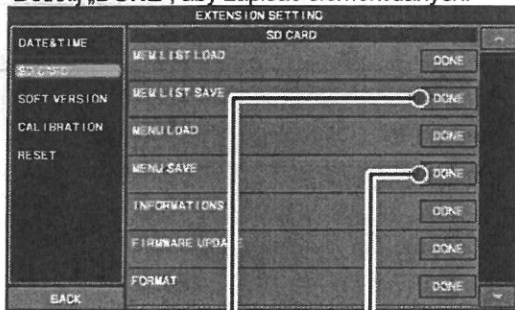 EXTENSION SETTING
DATE&TIME
SD CARD
SOFT VERSION
CALIBRATION
RESET
BACK
SD CARD
MEM LIST LOAD DONE
MEM LIST SAVE DONE
MENU LOAD DONE
MENU SAVE DONE
INFORMATIONS DONE
FIRMWARE UPDATE DONE
FORMAT DONE